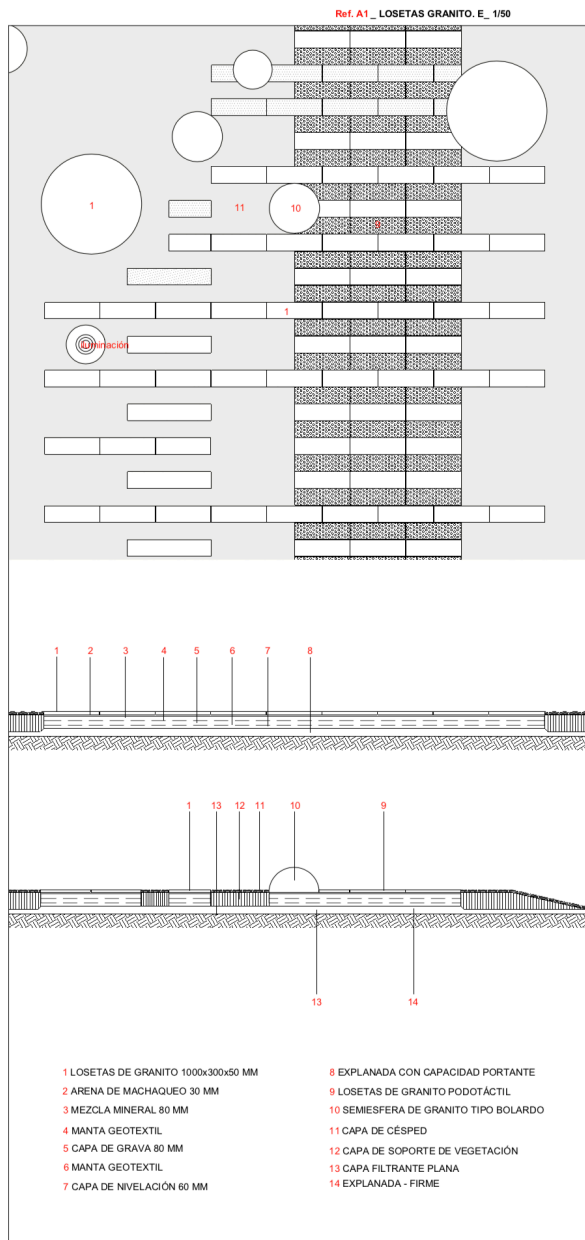 Ref. A1 _ LOSETAS GRANITO. E_ 1/50
1
11
10
9
1
Iluminación
1 2 3 4 5 6 7 8
1 13 12 11 10 9
13 14
1 LOSETAS DE GRANITO 1000x300x50 MM
2 ARENA DE MACHAQUEO 30 MM
3 MEZCLA MINERAL 80 MM
4 MANTA GEOTEXTIL
5 CAPA DE GRAVA 80 MM
6 MANTA GEOTEXTIL
7 CAPA DE NIVELACIÓN 60 MM
8 EXPLANADA CON CAPACIDAD PORTANTE
9 LOSETAS DE GRANITO PODOTÁCTIL
10 SEMIESFERA DE GRANITO TIPO BOLARDO
11 CAPA DE CÉSPED
12 CAPA DE SOPORTE DE VEGETACIÓN
13 CAPA FILTRANTE PLANA
14 EXPLANADA - FIRME